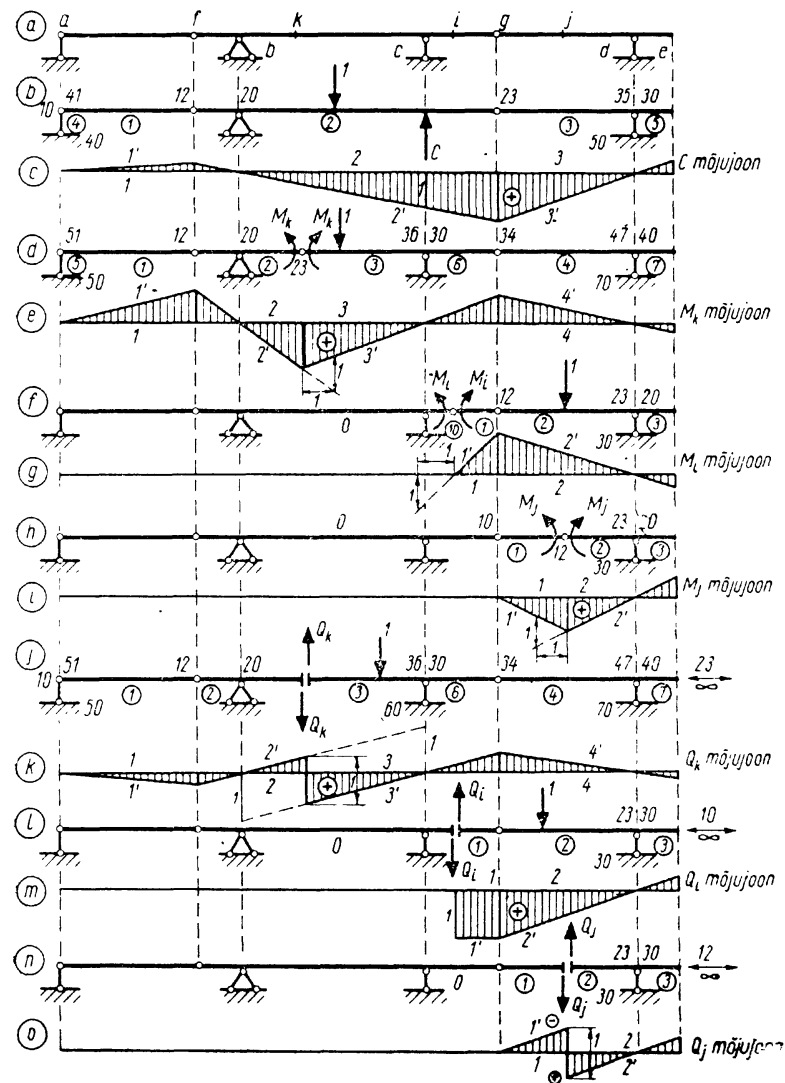 a a f b k c i g j d e
b 10 41 12 20 1 23 35 30
④ 40 ① ② C ③ 50 ⑤
c 1' 1 2 1 2' + 3 3' C mõjujoon
d 51 12 20 M_k M_k 1 36 30 34 47 40
⑤ 50 ① ② 23 ③ ⑥ ④ 70 ⑦
e 1' 1 2 2' 3 + 3' 1 1 4' 4 M_k mõjujoon
f 0 M_i M_i 12 1 23 20
⑩ ① ② 30 ③
g 1 1 1' 1 2' 2 M_i mõjujoon
h 0 10 M_j M_j 23 20
① 12 ② 30 ③
i 1 1' 2 + 2' 1 1 M_j mõjujoon
j 10 51 12 20 Q_k 1 36 30 34 47 40 23
50 ① ② Q_k ③ 60 ⑥ ④ 70 ⑦ ∞
k 1 1' 2' 2 1 + 1 3 3' 1 4' 4 Q_k mõjujoon
l 0 Q_i 1 23 30 10
Q_i ① ② 30 ③ ∞
m 1 1 1' + 2 2' Q_i mõjujoon
n Q_j 23 30 12
0 ① Q_j ② 30 ③ ∞
o 1' − 1 1 + 2 2' Q_j mõjujoon